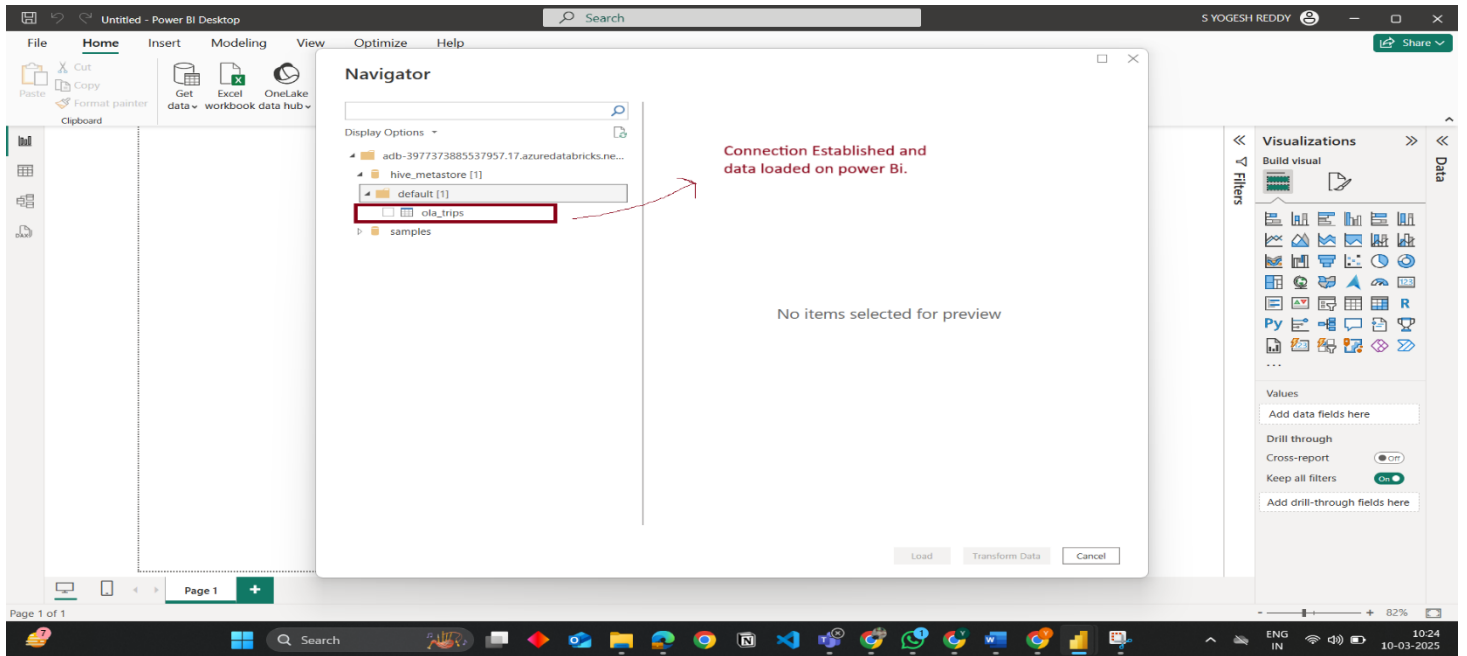 Untitled - Power BI Desktop
Search
S YOGESH REDDY
File Home Insert Modeling View Optimize Help
Share
Paste
Cut
Copy
Format painter
Clipboard
Get data
Excel workbook
OneLake data hub
Navigator
Display Options
adb-3977373885537957.17.azuredatabricks.ne...
hive_metastore [1]
default [1]
ola_trips
samples
Connection Established and
data loaded on power Bi.
No items selected for preview
Load Transform Data Cancel
Filters
Visualizations
Build visual
Data
123
R
Py
...
Values
Add data fields here
Drill through
Cross-report Off
Keep all filters On
Add drill-through fields here
Page 1
Page 1 of 1
82%
Search
ENG
IN
10:24
10-03-2025